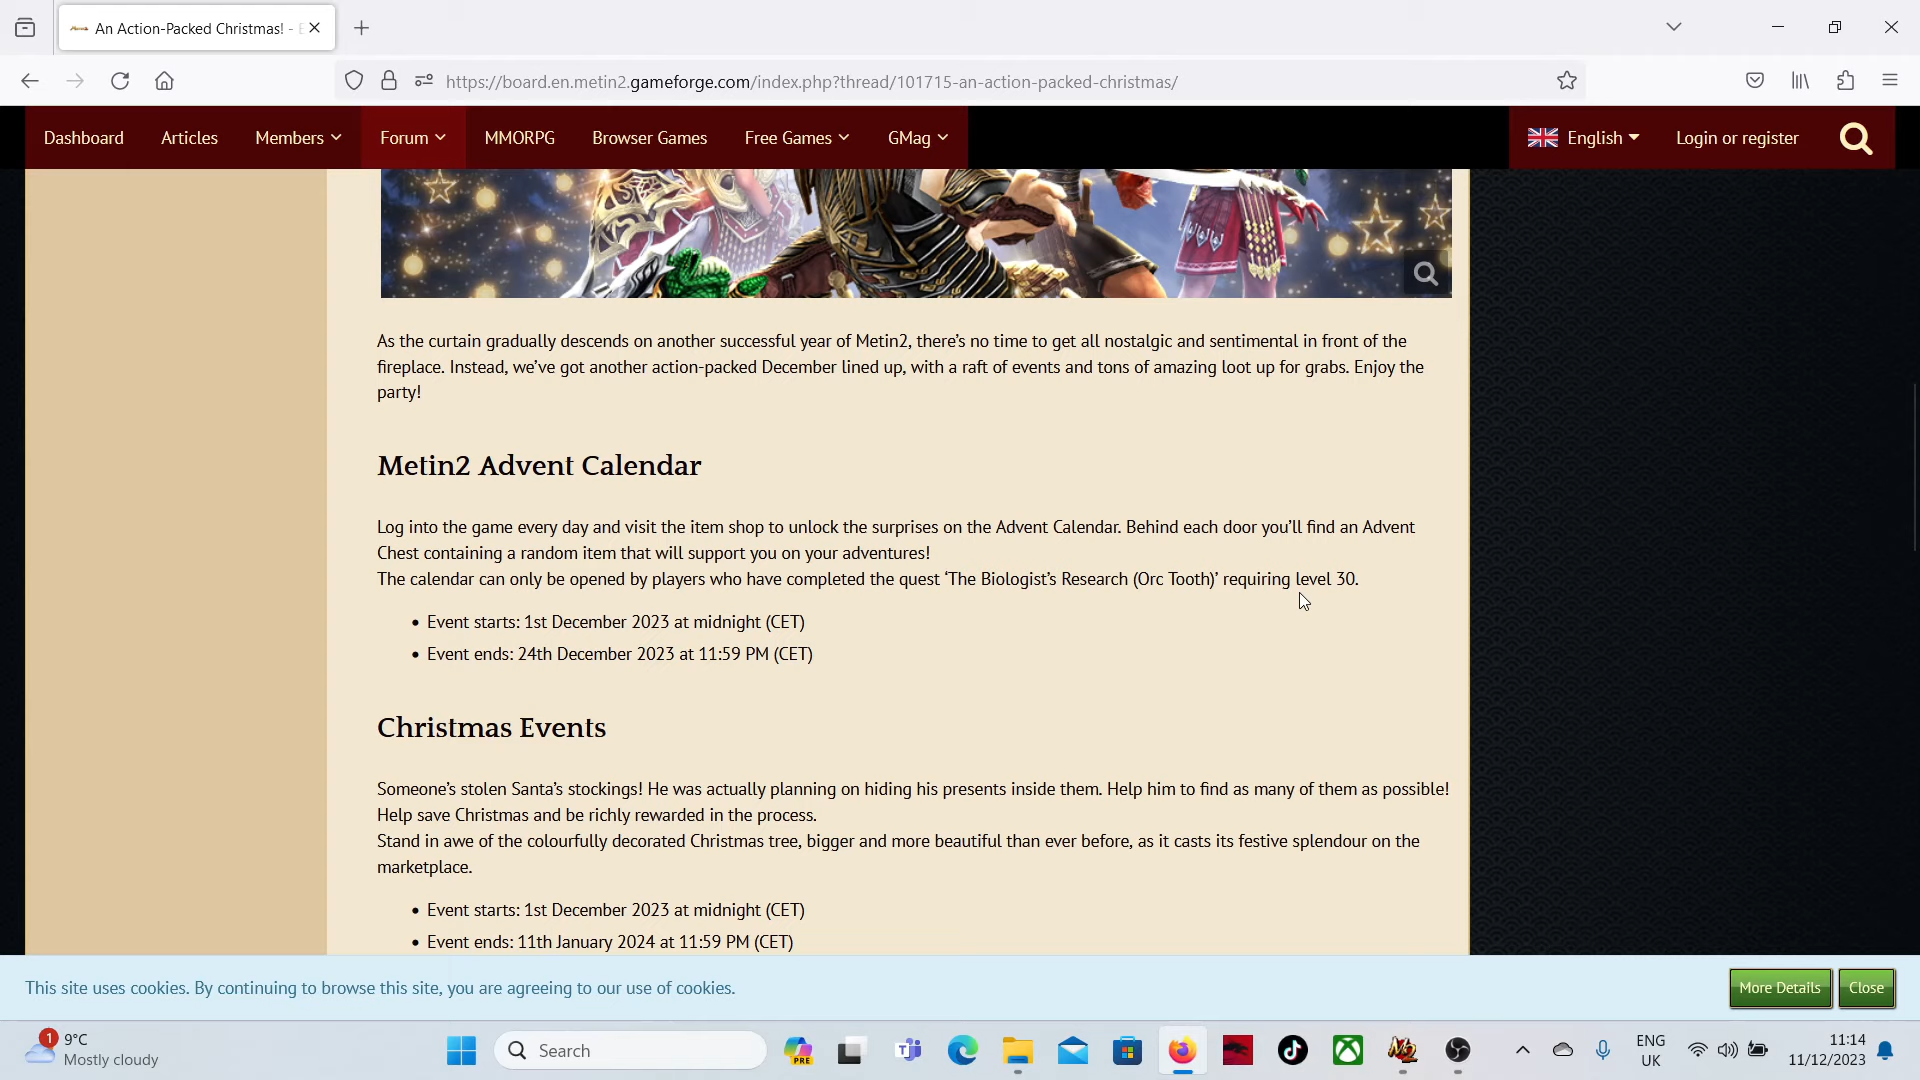 An Action-Packed Christmas! -
https://board.en.metin2.gameforge.com/index.php?thread/101715-an-action-packed-christmas/
Dashboard Articles Members Forum MMORPG Browser Games Free Games GMag English Login or register
As the curtain gradually descends on another successful year of Metin2, there’s no time to get all nostalgic and sentimental in front of the
fireplace. Instead, we’ve got another action-packed December lined up, with a raft of events and tons of amazing loot up for grabs. Enjoy the
party!
Metin2 Advent Calendar
Log into the game every day and visit the item shop to unlock the surprises on the Advent Calendar. Behind each door you’ll find an Advent
Chest containing a random item that will support you on your adventures!
The calendar can only be opened by players who have completed the quest ‘The Biologist’s Research (Orc Tooth)’ requiring level 30.
• Event starts: 1st December 2023 at midnight (CET)
• Event ends: 24th December 2023 at 11:59 PM (CET)
Christmas Events
Someone’s stolen Santa’s stockings! He was actually planning on hiding his presents inside them. Help him to find as many of them as possible!
Help save Christmas and be richly rewarded in the process.
Stand in awe of the colourfully decorated Christmas tree, bigger and more beautiful than ever before, as it casts its festive splendour on the
marketplace.
• Event starts: 1st December 2023 at midnight (CET)
• Event ends: 11th January 2024 at 11:59 PM (CET)
This site uses cookies. By continuing to browse this site, you are agreeing to our use of cookies. More Details Close
1 9°C
Mostly cloudy
Search
PRE
ENG
UK
11:14
11/12/2023